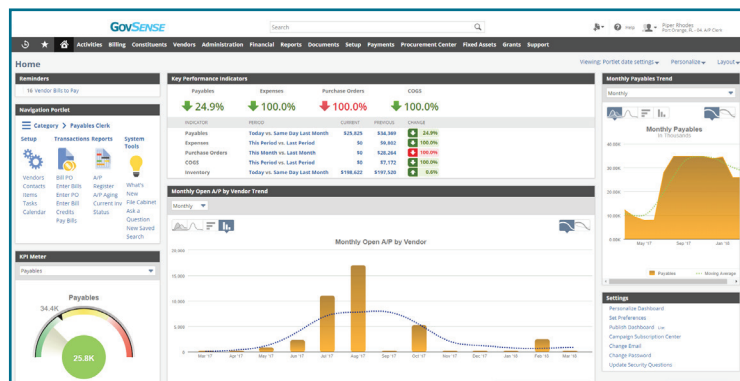 GOVSENSE
Search
Help
Piper Rhodes
Port Orange, FL - 04. A/P Clerk
Activities Billing Constituents Vendors Administration Financial Reports Documents Setup Payments Procurement Center Fixed Assets Grants Support
Home
Viewing: Portlet date settings Personalize Layout
Reminders
16 Vendor Bills to Pay
Navigation Portlet
Category > Payables Clerk
Setup Transactions Reports System Tools
Vendors
Contacts
Items
Tasks
Calendar
Bill PO
Enter Bills
Enter PO
Enter Bill
Credits
Pay Bills
A/P
Register
A/P Aging
Current Inv
Status
What's
New
File Cabinet
Ask a
Question
New Saved
Search
KPI Meter
Payables
Payables
34.4K
25.8K
Key Performance Indicators
Payables Expenses Purchase Orders COGS
24.9% 100.0% 100.0% 100.0%
INDICATOR PERIOD CURRENT PREVIOUS CHANGE
Payables Today vs. Same Day Last Month $25,825 $34,369 24.9%
Expenses This Period vs. Last Period $0 $9,602 100.0%
Purchase Orders This Month vs. Last Month $0 $28,264 100.0%
COGS This Period vs. Last Period $0 $7,172 100.0%
Inventory Today vs. Same Day Last Month $198,622 $197,520 0.6%
Monthly Open A/P by Vendor Trend
Monthly
Monthly Open A/P by Vendor
20,000
15,000
10,000
5,000
0
Mar '17 Apr '17 May '17 Jun '17 Jul '17 Aug '17 Sep '17 Oct '17 Nov '17 Dec '17 Jan '18 Feb '18 Mar '18
Monthly Payables Trend
Monthly
Monthly Payables
In Thousands
40.00K
30.00K
20.00K
10.00K
May '17 Sep '17 Jan '18
Payables Moving Average
Settings
Personalize Dashboard
Set Preferences
Publish Dashboard
Campaign Subscription Center
Change Email
Change Password
Update Security Questions